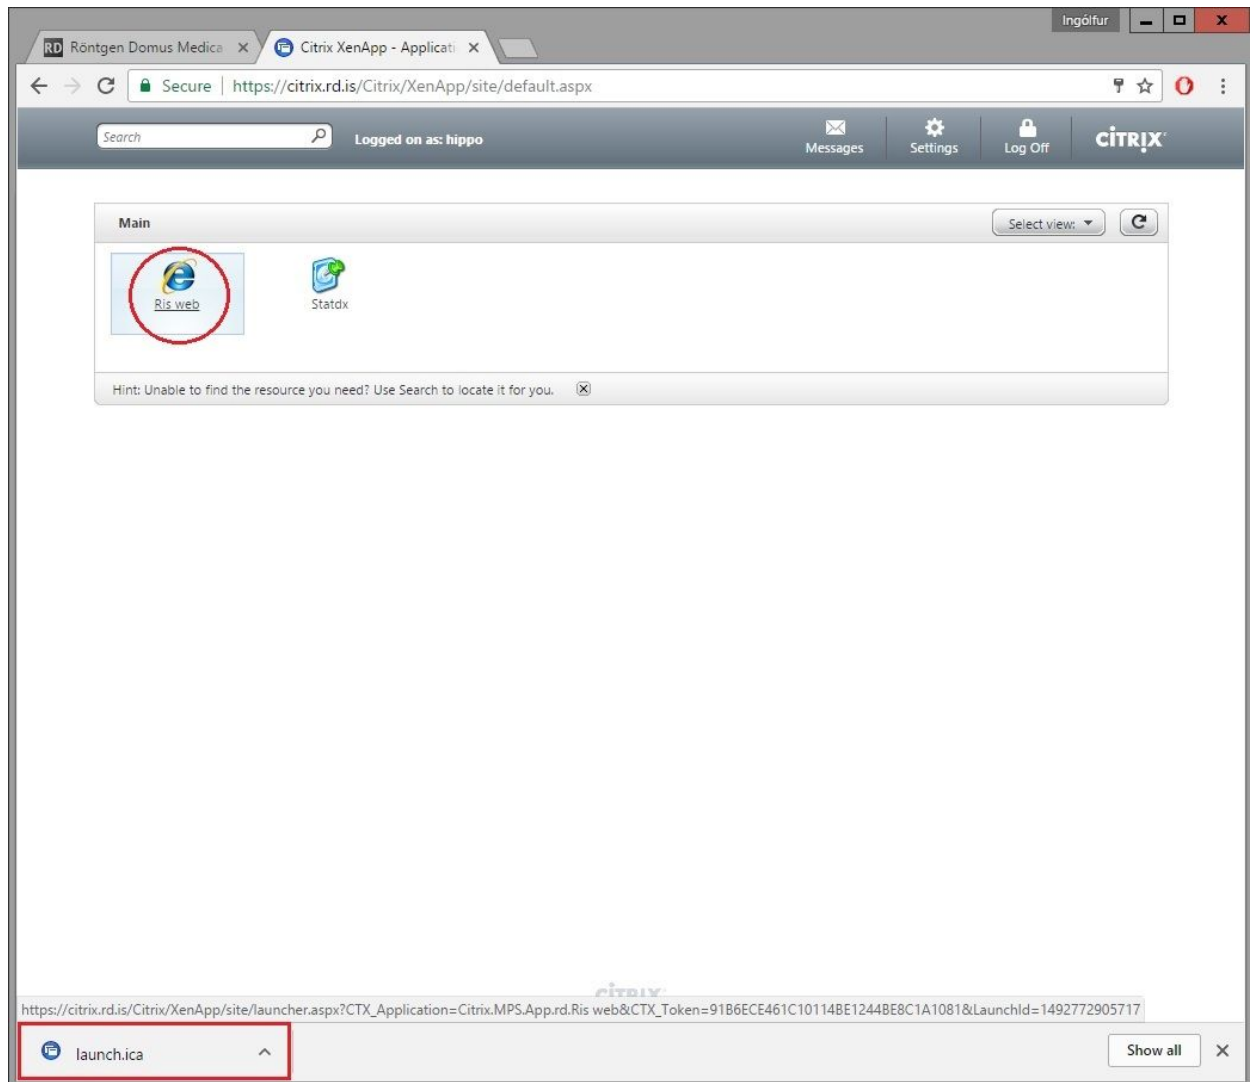 Ingólfur
RD Röntgen Domus Medica
Citrix XenApp - Applicati
Secure | https://citrix.rd.is/Citrix/XenApp/site/default.aspx
Search
Logged on as: hippo
Messages
Settings
Log Off
CITRIX
Main
Select view:
Ris web
Statdx
Hint: Unable to find the resource you need? Use Search to locate it for you.
CITRIX
https://citrix.rd.is/Citrix/XenApp/site/launcher.aspx?CTX_Application=Citrix.MPS.App.rd.Ris web&CTX_Token=91B6ECE461C10114BE1244BE8C1A1081&LaunchId=1492772905717
launch.ica
Show all